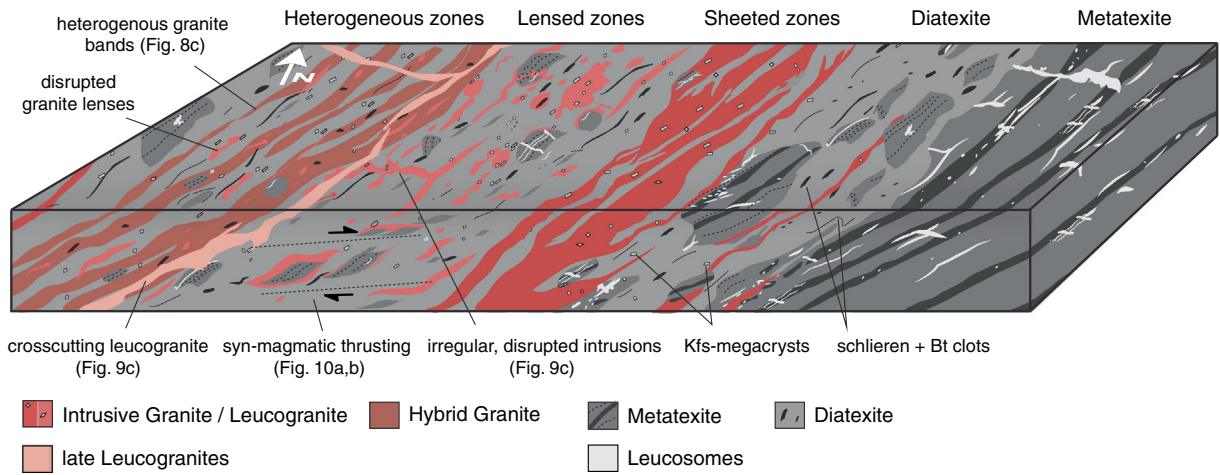 Heterogeneous zones
Lensed zones
Sheeted zones
Diatexite
Metatexite
heterogenous granite
bands (Fig. 8c)
disrupted
granite lenses
N
crosscutting leucogranite
(Fig. 9c)
syn-magmatic thrusting
(Fig. 10a,b)
irregular, disrupted intrusions
(Fig. 9c)
Kfs-megacrysts
schlieren + Bt clots
Intrusive Granite / Leucogranite
Hybrid Granite
Metatexite
Diatexite
late Leucogranites
Leucosomes